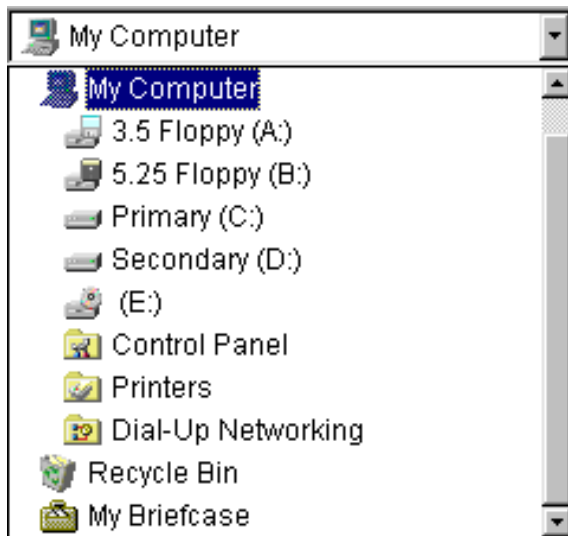 My Computer
My Computer
3.5 Floppy (A:)
5.25 Floppy (B:)
Primary (C:)
Secondary (D:)
(E:)
Control Panel
Printers
Dial-Up Networking
Recycle Bin
My Briefcase